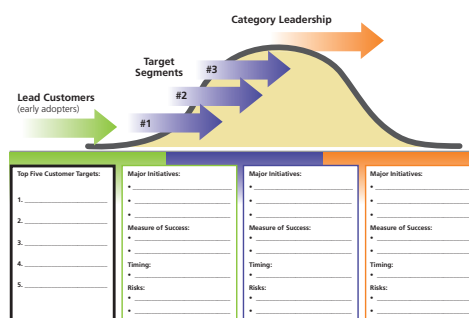 Category Leadership
Target
Segments
#3
#2
#1
Lead Customers
(early adopters)
Top Five Customer Targets:
1.
2.
3.
4.
5.
Major Initiatives:
•
•
•
Measure of Success:
•
•
Timing:
•
Risks:
•
•
Major Initiatives:
•
•
•
Measure of Success:
•
•
Timing:
•
Risks:
•
•
Major Initiatives:
•
•
•
Measure of Success:
•
•
Timing:
•
Risks:
•
•